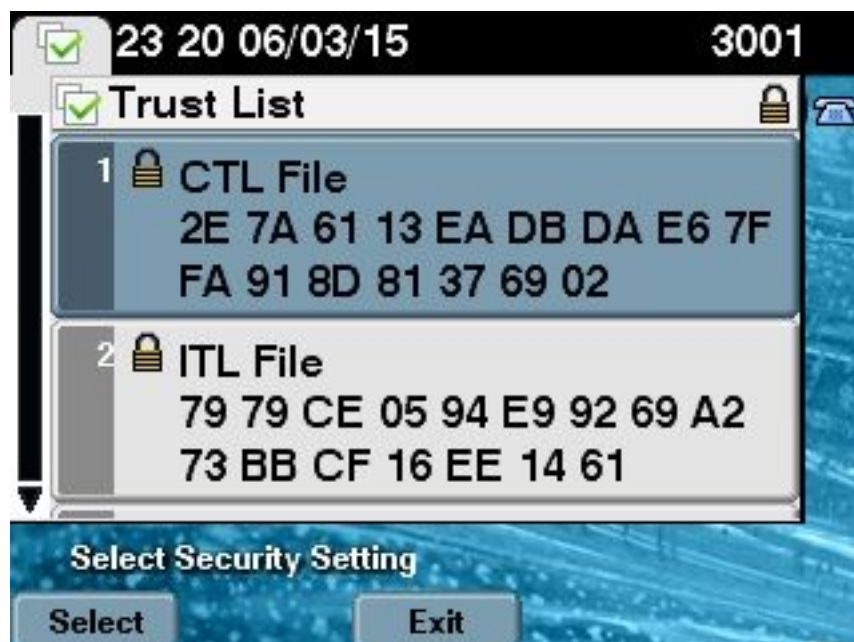 23 20 06/03/15 3001
Trust List
1 CTL File
2E 7A 61 13 EA DB DA E6 7F
FA 91 8D 81 37 69 02
2 ITL File
79 79 CE 05 94 E9 92 69 A2
73 BB CF 16 EE 14 61
Select Security Setting
Select Exit